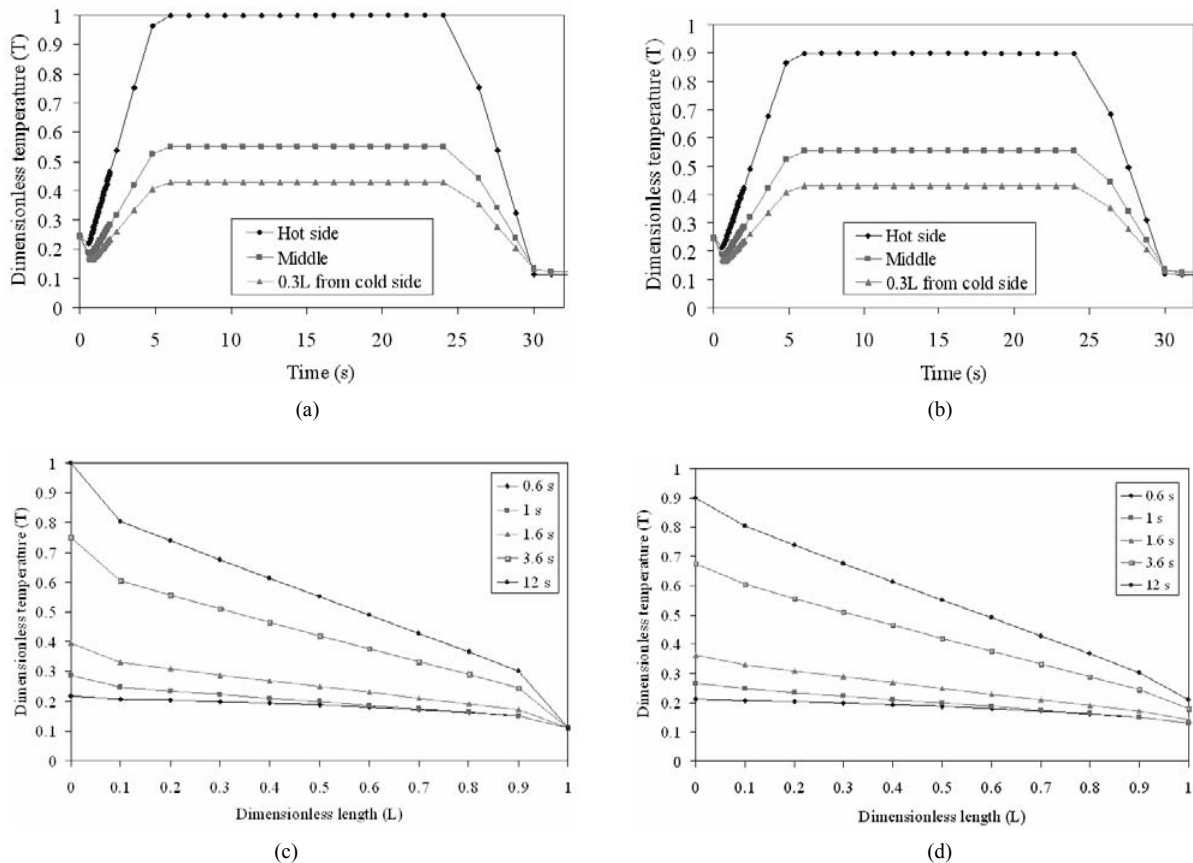 1
0.9
0.8
0.7
0.6
0.5
0.4
0.3
0.2
0.1
0
Dimensionless temperature (T)
Hot side
Middle
0.3L from cold side
0 5 10 15 20 25 30
Time (s)
(a)
1
0.9
0.8
0.7
0.6
0.5
0.4
0.3
0.2
0.1
0
Dimensionless temperature (T)
Hot side
Middle
0.3L from cold side
0 5 10 15 20 25 30
Time (s)
(b)
1
0.9
0.8
0.7
0.6
0.5
0.4
0.3
0.2
0.1
0
Dimensionless temperature (T)
0.6 s
1 s
1.6 s
3.6 s
12 s
0 0.1 0.2 0.3 0.4 0.5 0.6 0.7 0.8 0.9 1
Dimensionless length (L)
(c)
1
0.9
0.8
0.7
0.6
0.5
0.4
0.3
0.2
0.1
0
Dimensionless temperature (T)
0.6 s
1 s
1.6 s
3.6 s
12 s
0 0.1 0.2 0.3 0.4 0.5 0.6 0.7 0.8 0.9 1
Dimensionless length (L)
(d)